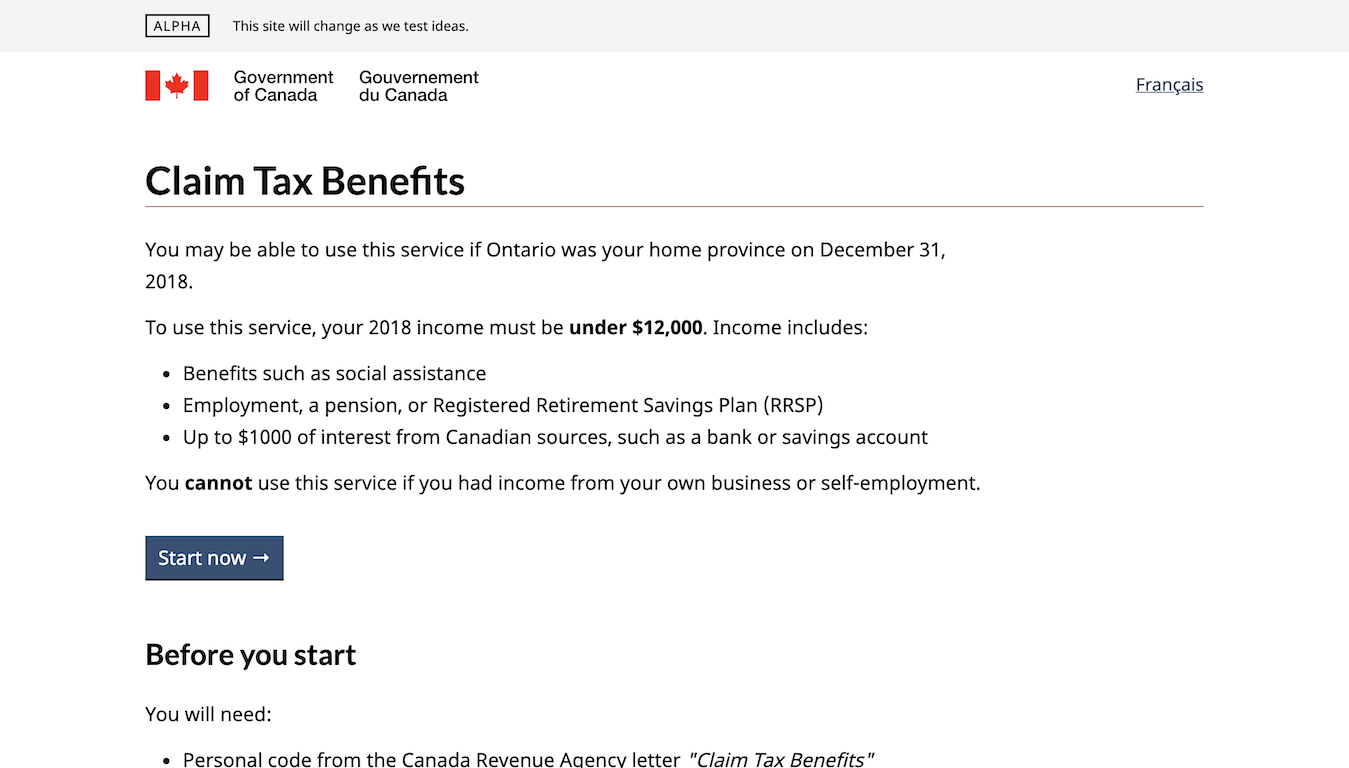 ALPHA This site will change as we test ideas.
Government of Canada
Gouvernement du Canada
Français
Claim Tax Benefits
You may be able to use this service if Ontario was your home province on December 31,
2018.
To use this service, your 2018 income must be under $12,000. Income includes:
• Benefits such as social assistance
• Employment, a pension, or Registered Retirement Savings Plan (RRSP)
• Up to $1000 of interest from Canadian sources, such as a bank or savings account
You cannot use this service if you had income from your own business or self-employment.
Start now →
Before you start
You will need:
• Personal code from the Canada Revenue Agency letter "Claim Tax Benefits"